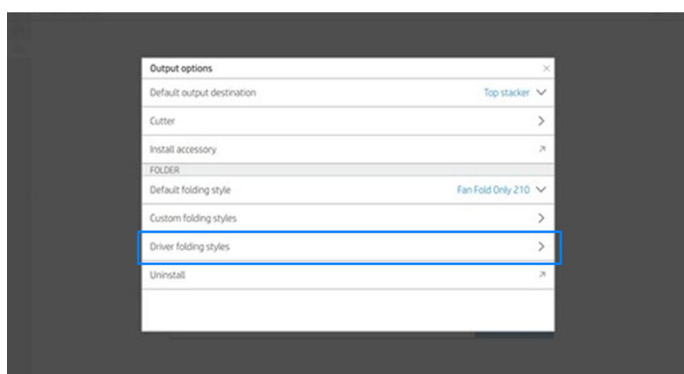 Output options
Default output destination Top stacker
Cutter
Install accessory
FOLDER
Default folding style Fan Fold Only 210
Custom folding styles
Driver folding styles
Uninstall